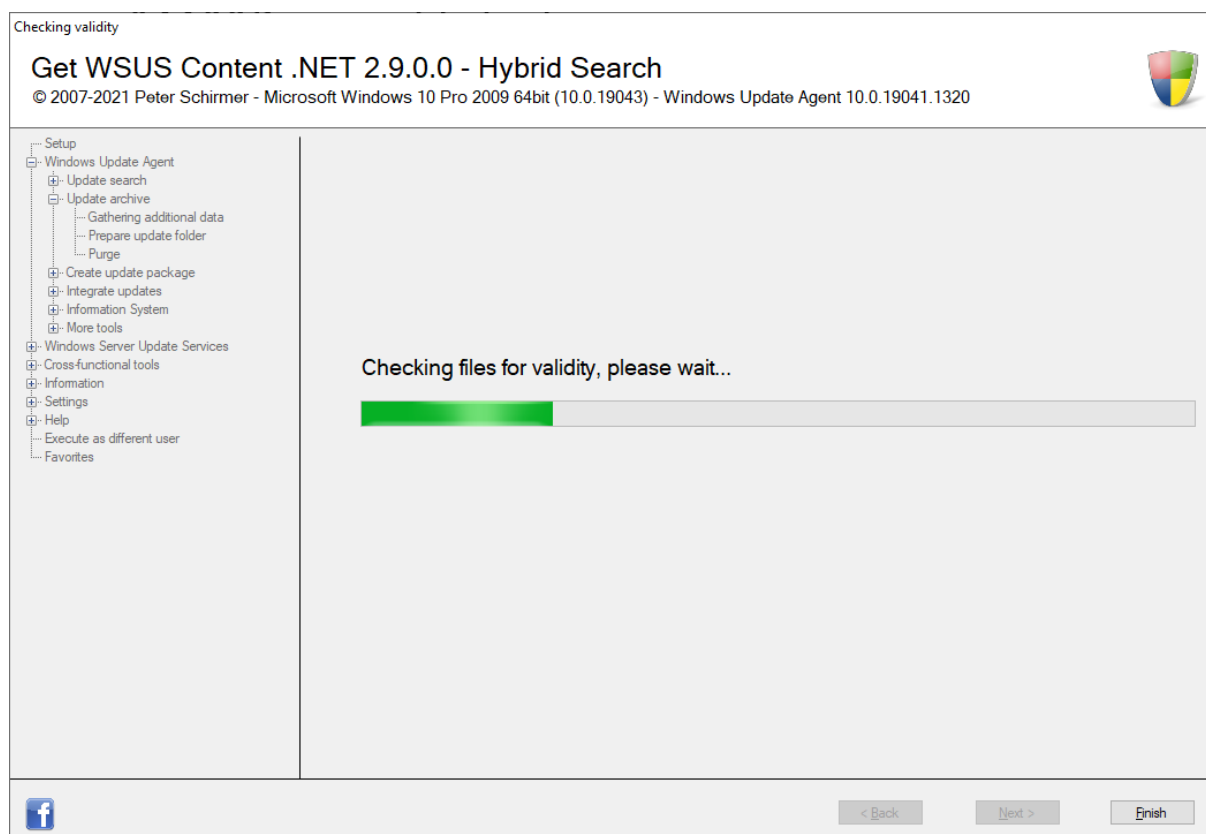 Checking validity
Get WSUS Content .NET 2.9.0.0 - Hybrid Search
© 2007-2021 Peter Schirmer - Microsoft Windows 10 Pro 2009 64bit (10.0.19043) - Windows Update Agent 10.0.19041.1320
Setup
Windows Update Agent
Update search
Update archive
Gathering additional data
Prepare update folder
Purge
Create update package
Integrate updates
Information System
More tools
Windows Server Update Services
Cross-functional tools
Information
Settings
Help
Execute as different user
Favorites
Checking files for validity, please wait...
f
< Back
Next >
Finish